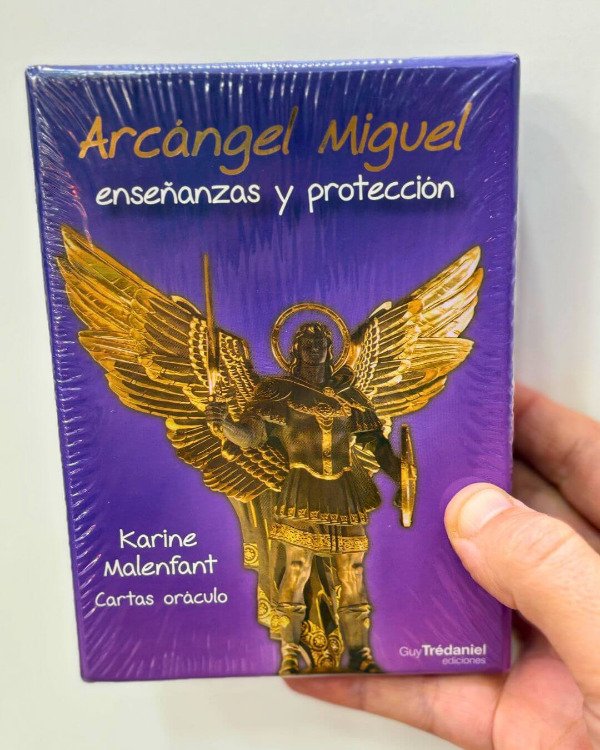 Arcángel Miguel
enseñanzas y protección
Karine
Malenfant
Cartas oráculo
Guy Trédaniel
ediciones